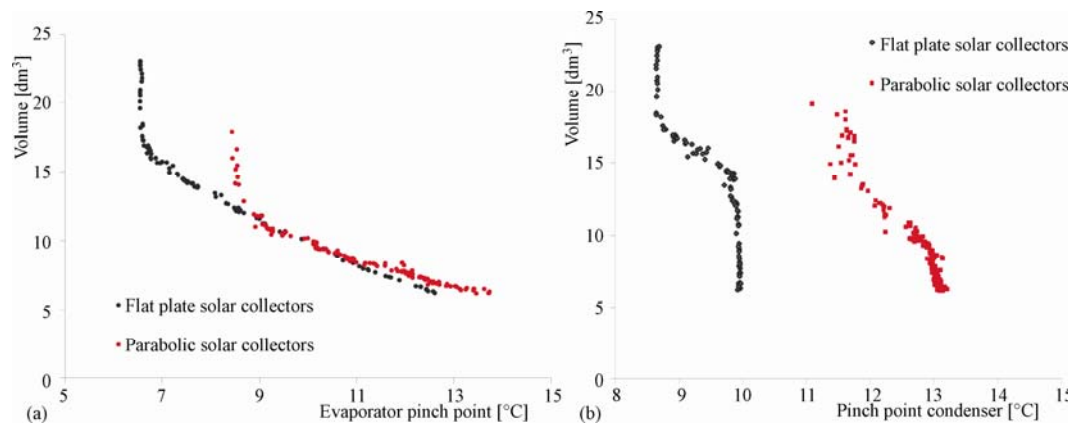 25
20
15
10
5
0
Volume [dm³]
Flat plate solar collectors
Parabolic solar collectors
5
7
9
11
13
15
(a)
Evaporator pinch point [°C]
25
20
15
10
5
0
Volume [dm³]
Flat plate solar collectors
Parabolic solar collectors
8
9
10
11
12
13
14
15
(b)
Pinch point condenser [°C]